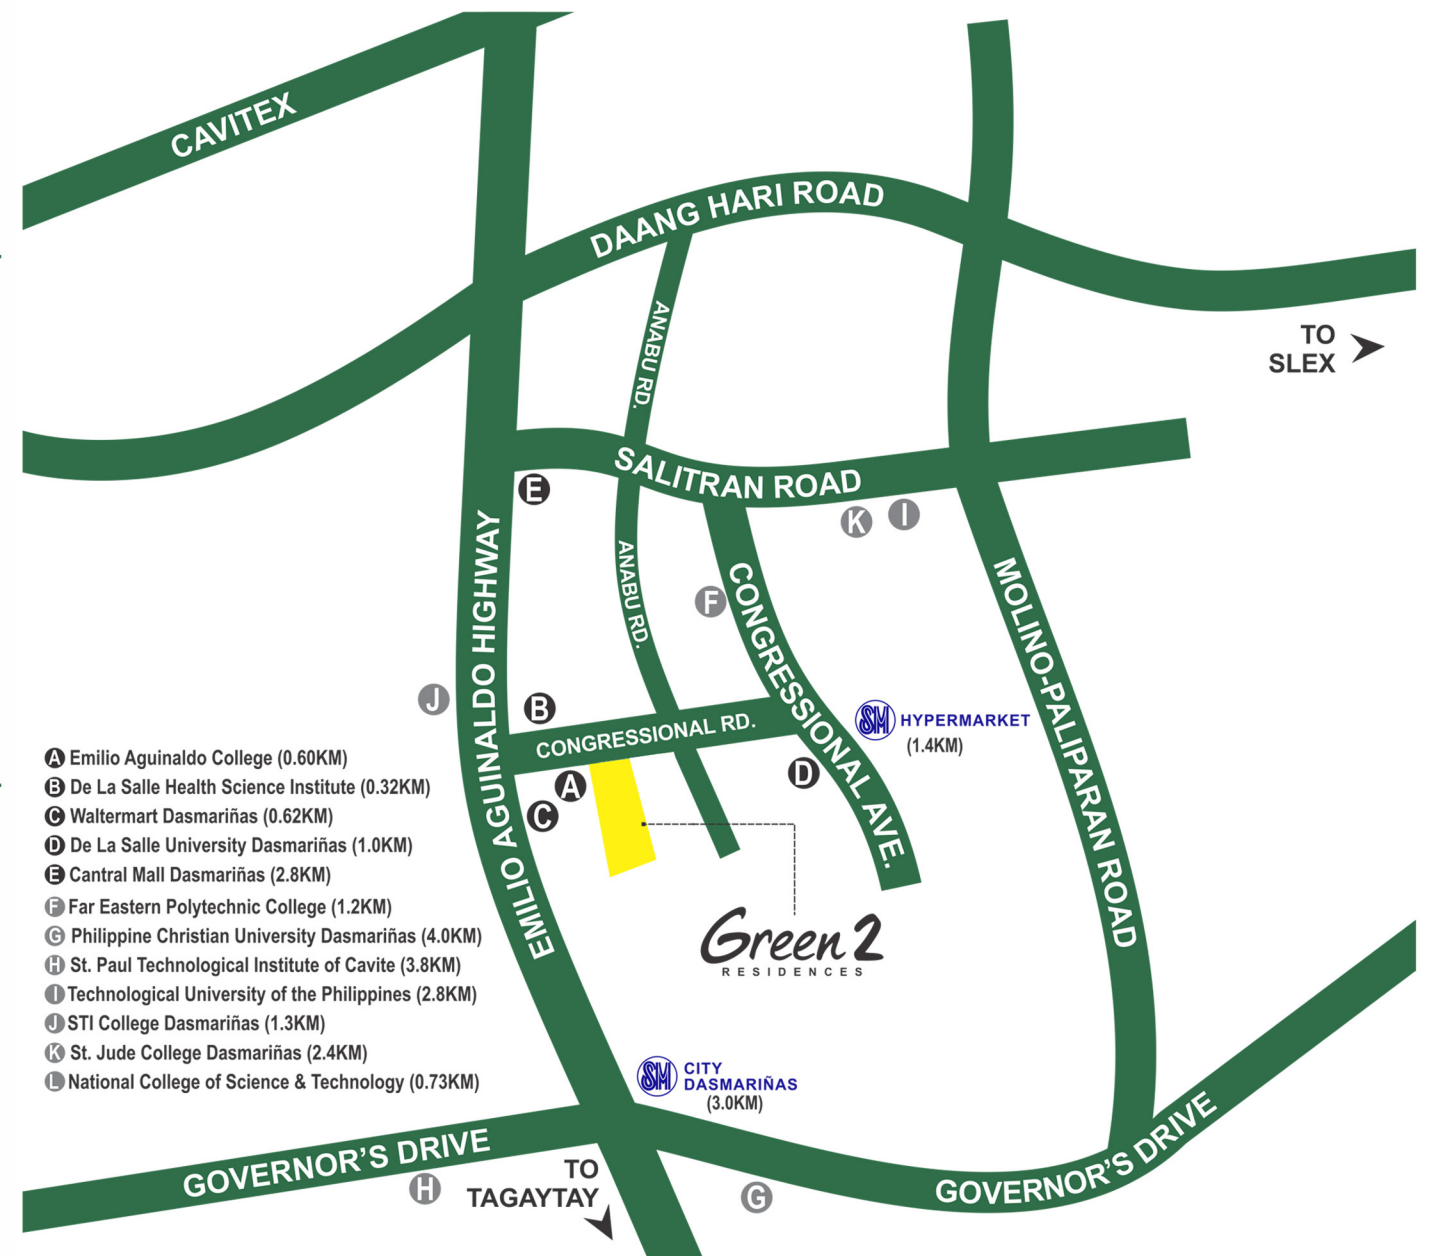 CAVITEX
DAANG HARI ROAD
ANABU RD.
TO
SLEX
SALITRAN ROAD
E
K
I
EMILIO AGUINALDO HIGHWAY
ANABU RD.
F
CONGRESSIONAL AVE.
MOLINO-PALIPARAN ROAD
J
B
CONGRESSIONAL RD.
SM HYPERMARKET
(1.4KM)
A
D
C
A Emilio Aguinaldo College (0.60KM)
B De La Salle Health Science Institute (0.32KM)
C Waltermart Dasmariñas (0.62KM)
D De La Salle University Dasmariñas (1.0KM)
E Cantral Mall Dasmariñas (2.8KM)
F Far Eastern Polytechnic College (1.2KM)
G Philippine Christian University Dasmariñas (4.0KM)
H St. Paul Technological Institute of Cavite (3.8KM)
I Technological University of the Philippines (2.8KM)
J STI College Dasmariñas (1.3KM)
K St. Jude College Dasmariñas (2.4KM)
L National College of Science & Technology (0.73KM)
Green 2
RESIDENCES
SM CITY
DASMARIÑAS
(3.0KM)
GOVERNOR'S DRIVE
H
TO
TAGAYTAY
G
GOVERNOR'S DRIVE